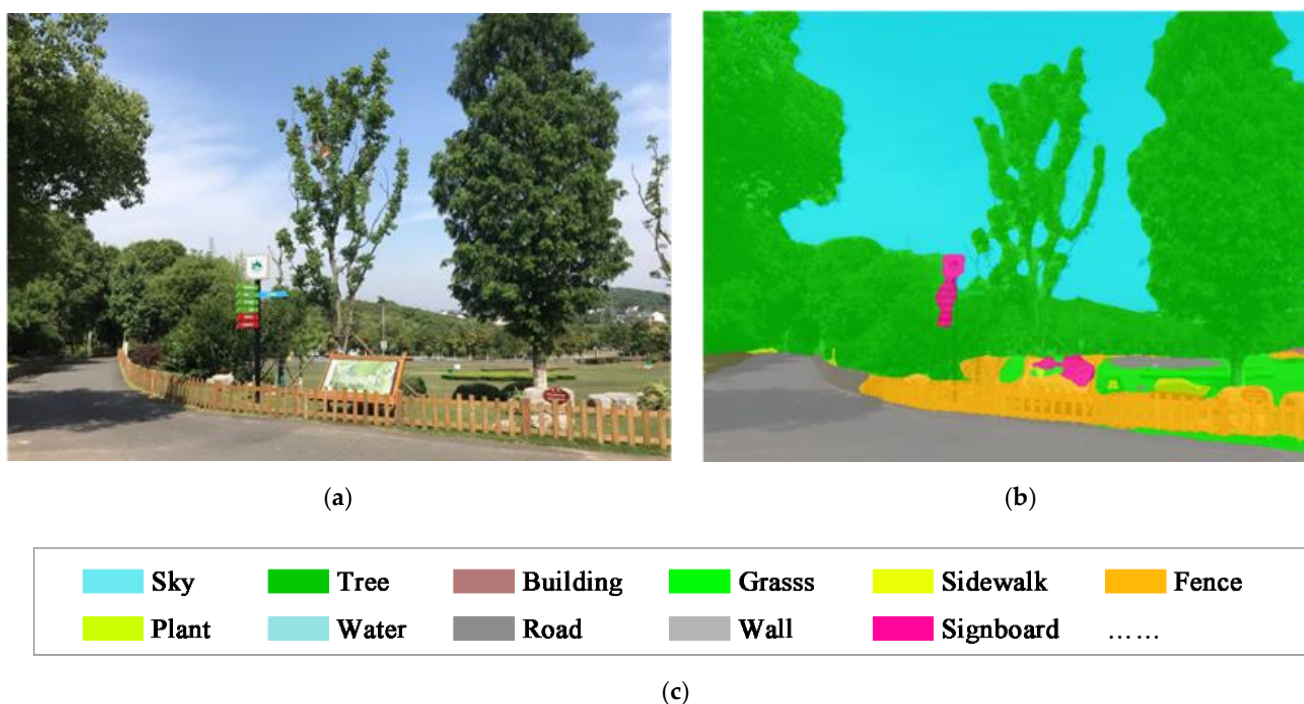 (a) (b)
Sky Tree Building Grasss Sidewalk Fence
Plant Water Road Wall Signboard ……
(c)